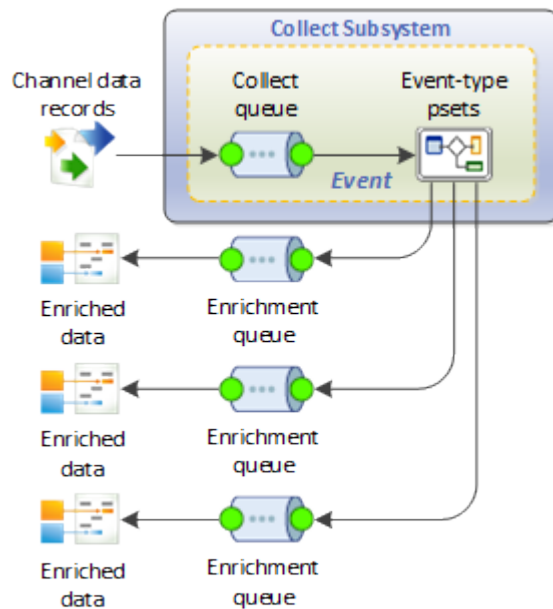 Collect Subsystem
Channel data
records
Collect
queue
Event-type
psets
Event
Enriched
data
Enrichment
queue
Enriched
data
Enrichment
queue
Enriched
data
Enrichment
queue